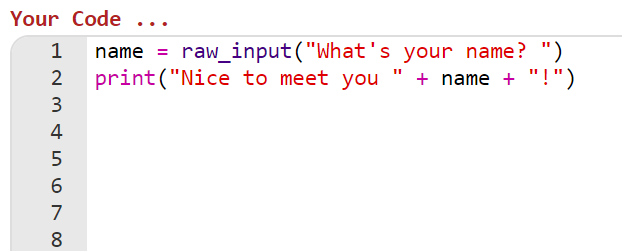 Your Code ...
1 name = raw_input("What's your name? ")
2 print("Nice to meet you " + name + "!")
3
4
5
6
7
8